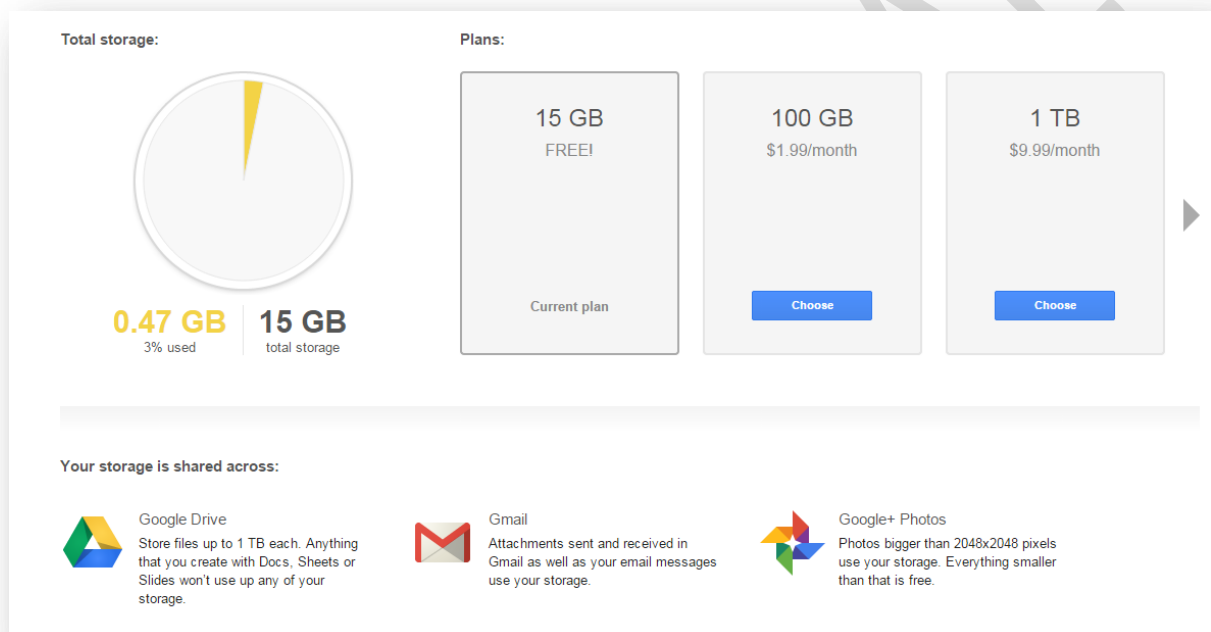 Total storage:
Plans:
15 GB
FREE!
Current plan
100 GB
$1.99/month
Choose
1 TB
$9.99/month
Choose
0.47 GB
3% used
15 GB
total storage
Your storage is shared across:
Google Drive
Store files up to 1 TB each. Anything
that you create with Docs, Sheets or
Slides won't use up any of your
storage.
Gmail
Attachments sent and received in
Gmail as well as your email messages
use your storage.
Google+ Photos
Photos bigger than 2048x2048 pixels
use your storage. Everything smaller
than that is free.